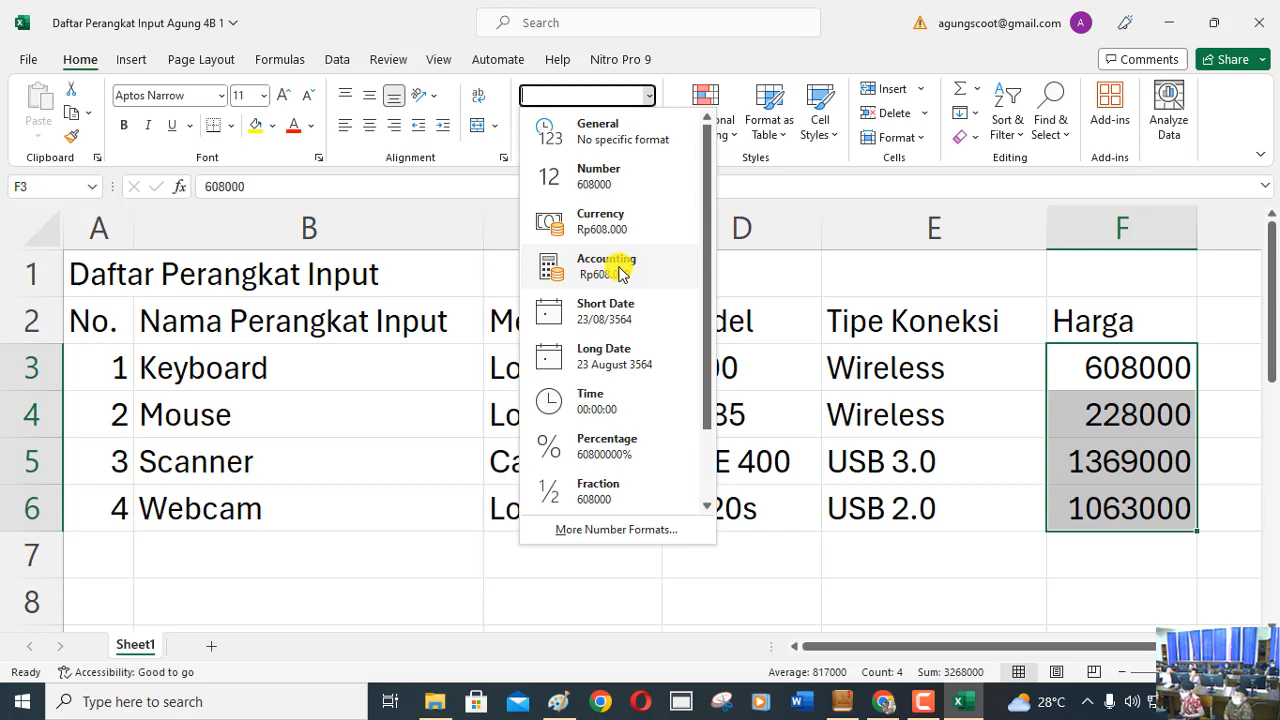 Daftar Perangkat Input Agung 4B 1
Search
agungscoot@gmail.com
A
File Home Insert Page Layout Formulas Data Review View Automate Help Nitro Pro 9
Comments
Share
Paste
Aptos Narrow
11
Clipboard
Font
Alignment
Format as Table
Cell Styles
Styles
Insert
Delete
Format
Cells
Sort & Filter
Find & Select
Editing
Add-ins
Add-ins
Analyze Data
F3
608000
General
No specific format
Number
608000
Currency
Rp608.000
Accounting
Short Date
23/08/3564
Long Date
23 August 3564
Time
00:00:00
Percentage
60800000%
Fraction
608000
More Number Formats...
A B D E F
1 Daftar Perangkat Input
2 No. Nama Perangkat Input Tipe Koneksi Harga
3 1 Keyboard Wireless 608000
4 2 Mouse Wireless 228000
5 3 Scanner E 400 USB 3.0 1369000
6 4 Webcam USB 2.0 1063000
7
8
Sheet1
Ready
Accessibility: Good to go
Average: 817000 Count: 4 Sum: 3268000
Type here to search
28°C